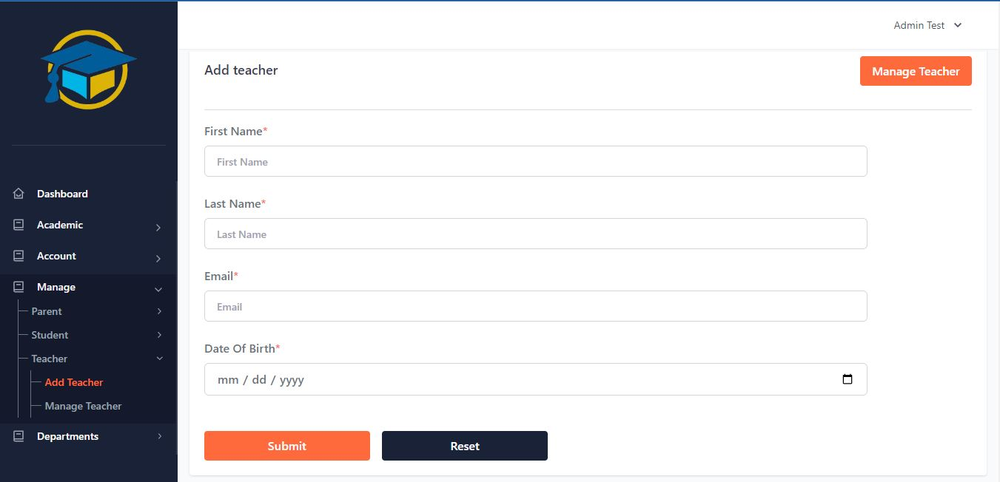 Admin Test
Add teacher
Manage Teacher
First Name*
First Name
Last Name*
Last Name
Email*
Email
Date Of Birth*
mm / dd / yyyy
Submit
Reset
Dashboard
Academic
Account
Manage
Parent
Student
Teacher
Add Teacher
Manage Teacher
Departments